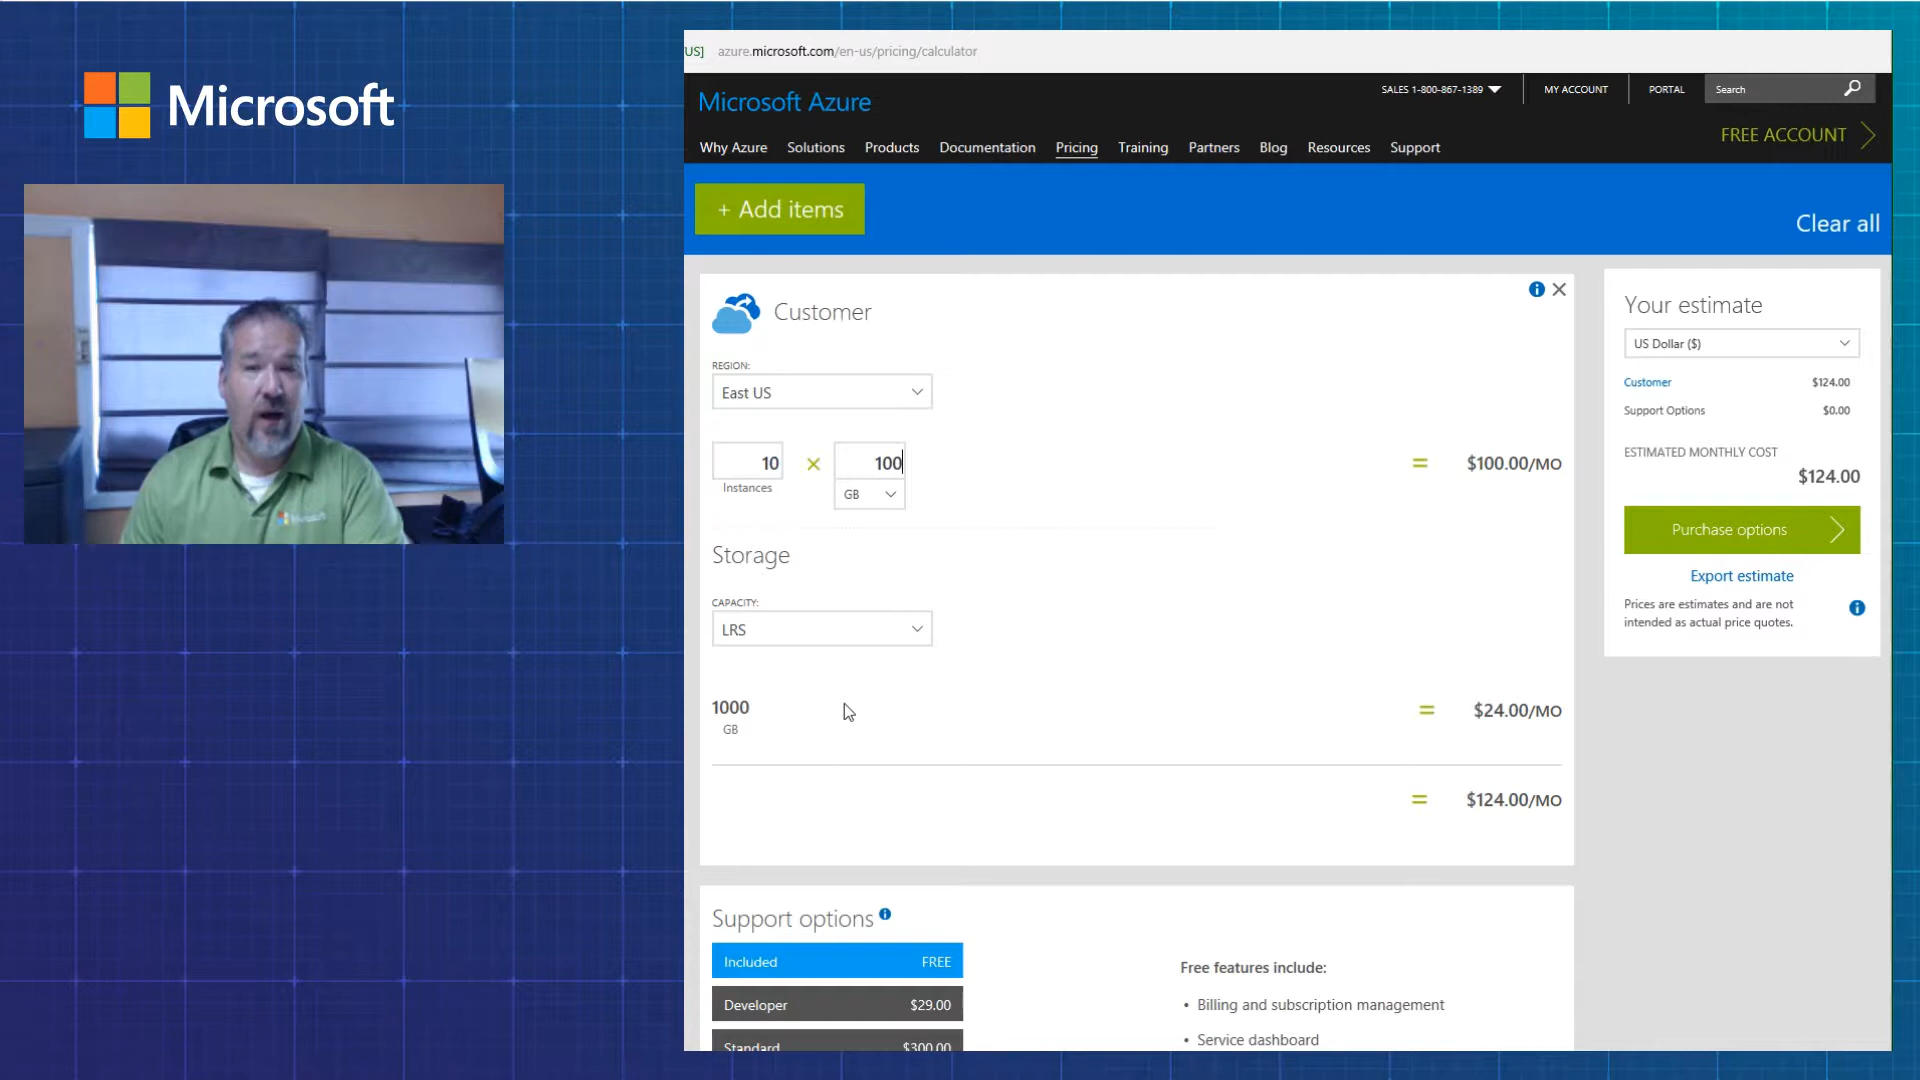 Microsoft
US] azure.microsoft.com/en-us/pricing/calculator
Microsoft Azure
SALES 1-800-867-1389
MY ACCOUNT
PORTAL
Search
FREE ACCOUNT
Why Azure Solutions Products Documentation Pricing Training Partners Blog Resources Support
+ Add items
Clear all
Customer
REGION:
East US
10 × 100 = $100.00/MO
Instances
GB
Storage
CAPACITY:
LRS
1000 = $24.00/MO
GB
= $124.00/MO
Your estimate
US Dollar ($)
Customer $124.00
Support Options $0.00
ESTIMATED MONTHLY COST
$124.00
Purchase options
Export estimate
Prices are estimates and are not
intended as actual price quotes.
Support options
Included FREE
Developer $29.00
Standard $300.00
Free features include:
• Billing and subscription management
• Service dashboard
Microsoft